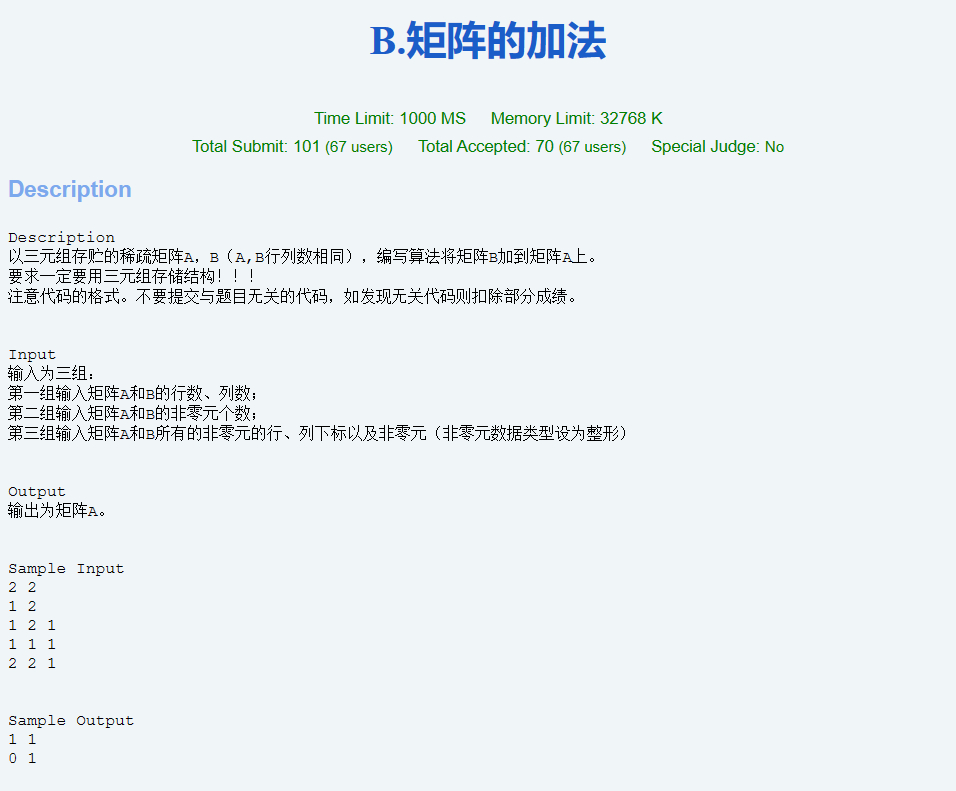 B.矩阵的加法
Time Limit: 1000 MS Memory Limit: 32768 K
Total Submit: 101 (67 users) Total Accepted: 70 (67 users) Special Judge: No
Description
Description
以三元组存贮的稀疏矩阵A，B（A,B行列数相同），编写算法将矩阵B加到矩阵A上。
要求一定要用三元组存储结构！！！
注意代码的格式。不要提交与题目无关的代码，如发现无关代码则扣除部分成绩。
Input
输入为三组：
第一组输入矩阵A和B的行数、列数；
第二组输入矩阵A和B的非零元个数；
第三组输入矩阵A和B所有的非零元的行、列下标以及非零元（非零元数据类型设为整形）
Output
输出为矩阵A。
Sample Input
2 2
1 2
1 2 1
1 1 1
2 2 1
Sample Output
1 1
0 1